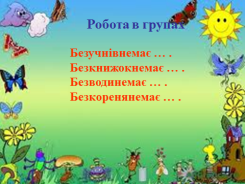 Робота в групах
Безучнівнемає … .
Безкнижокнемає … .
Безводинемає … .
Безкоренянемає … .